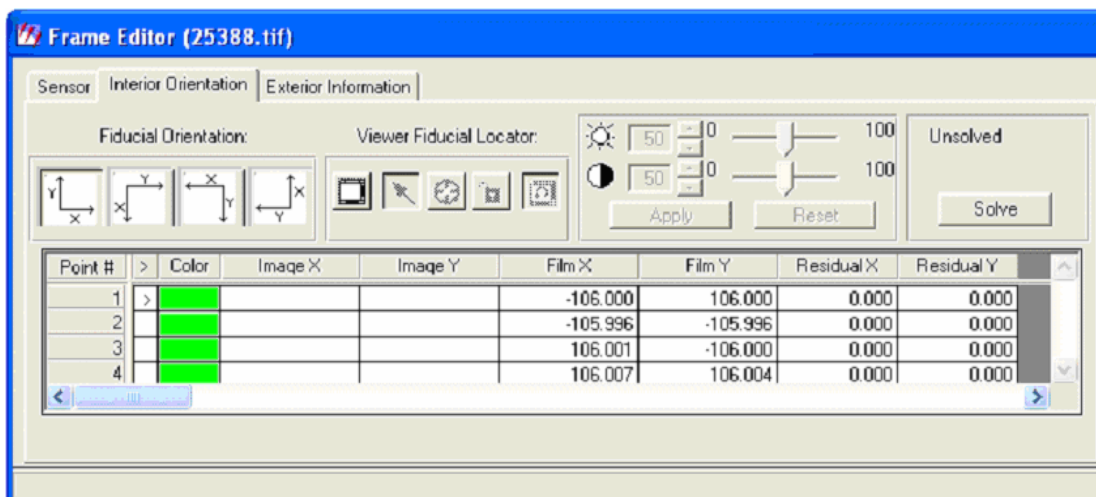 Frame Editor (25388.tif)
Sensor Interior Orientation Exterior Information
Fiducial Orientation: Viewer Fiducial Locator: Unsolved
50 0 100
50 0 100
Y X Y X X Y X Y
Apply Reset Solve
Point # > Color Image X Image Y Film X Film Y Residual X Residual Y
1 > -106.000 106.000 0.000 0.000
2 -105.996 -105.996 0.000 0.000
3 106.001 -106.000 0.000 0.000
4 106.007 106.004 0.000 0.000